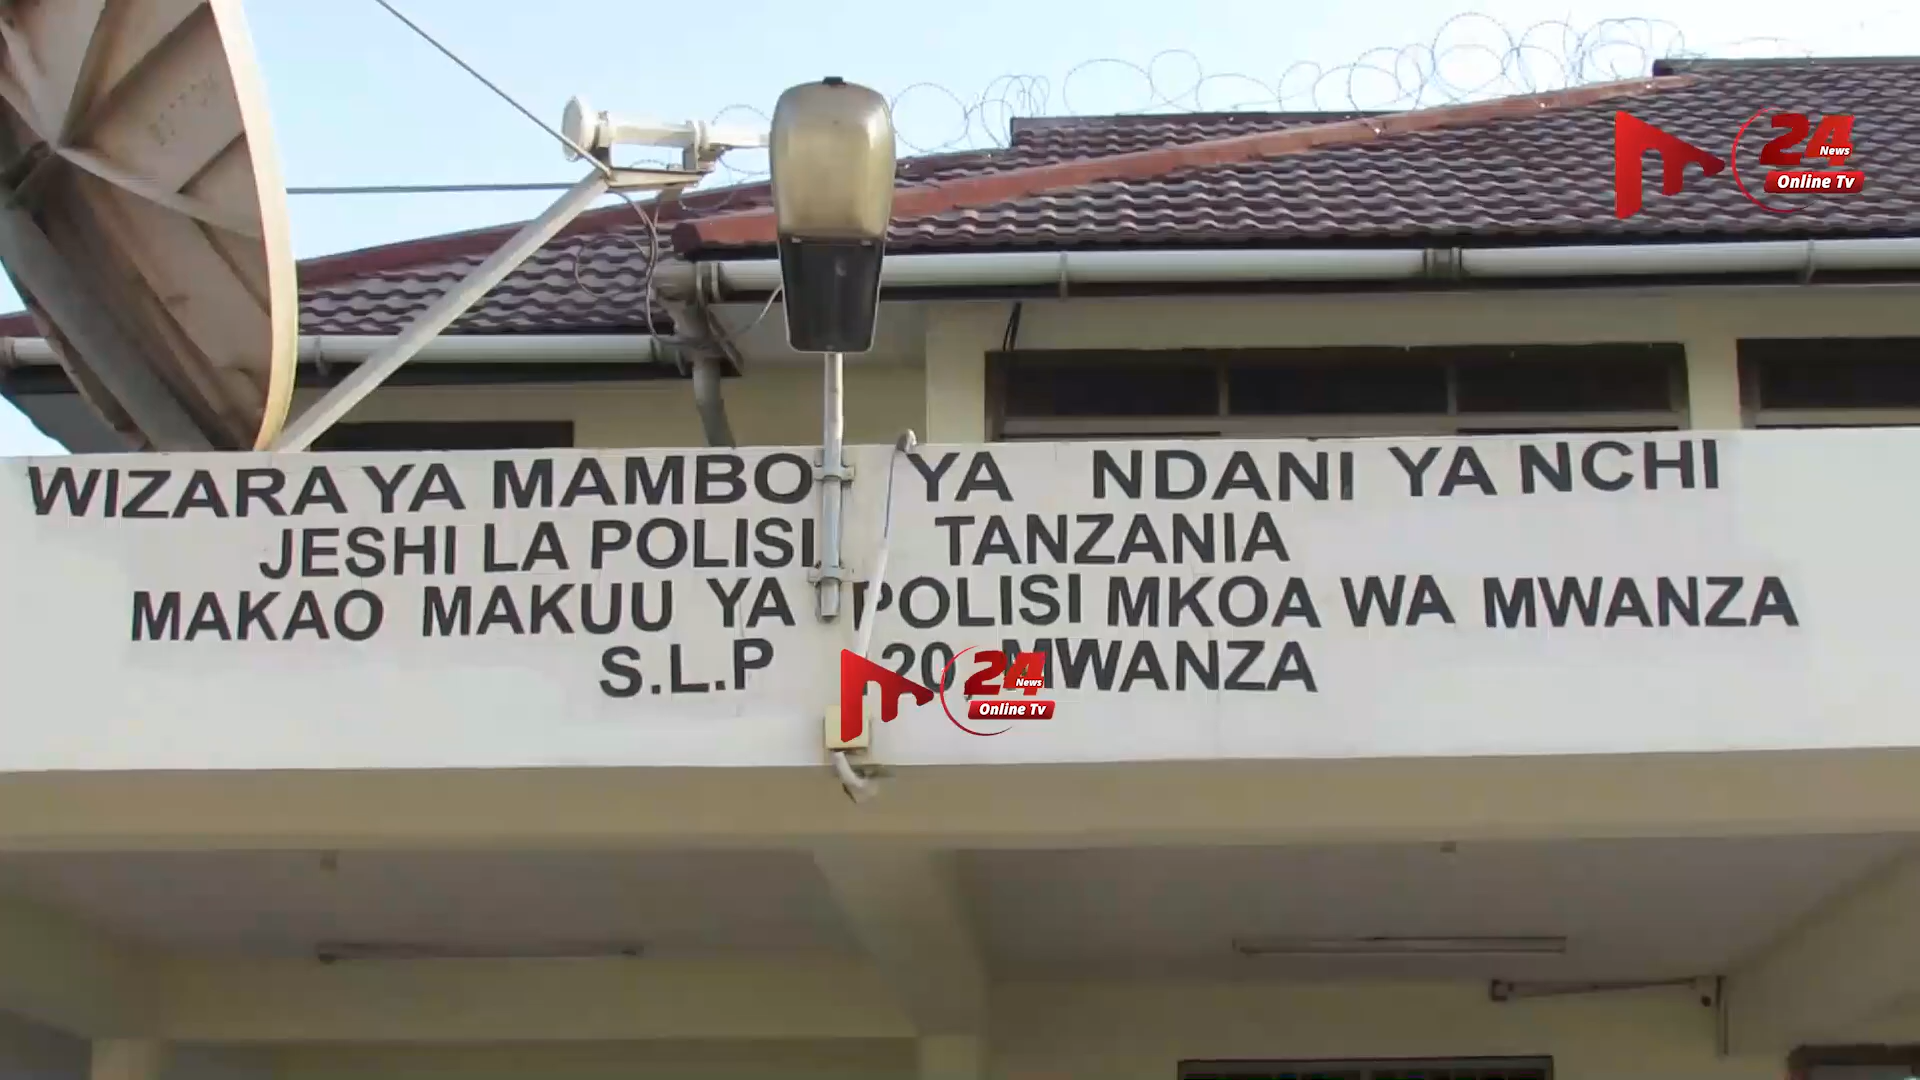 24
News
Online Tv
WIZARA YA MAMBO YA NDANI YA NCHI
JESHI LA POLISI TANZANIA
MAKAO MAKUU YA POLISI MKOA WA MWANZA
S.L.P MWANZA
24
News
Online Tv